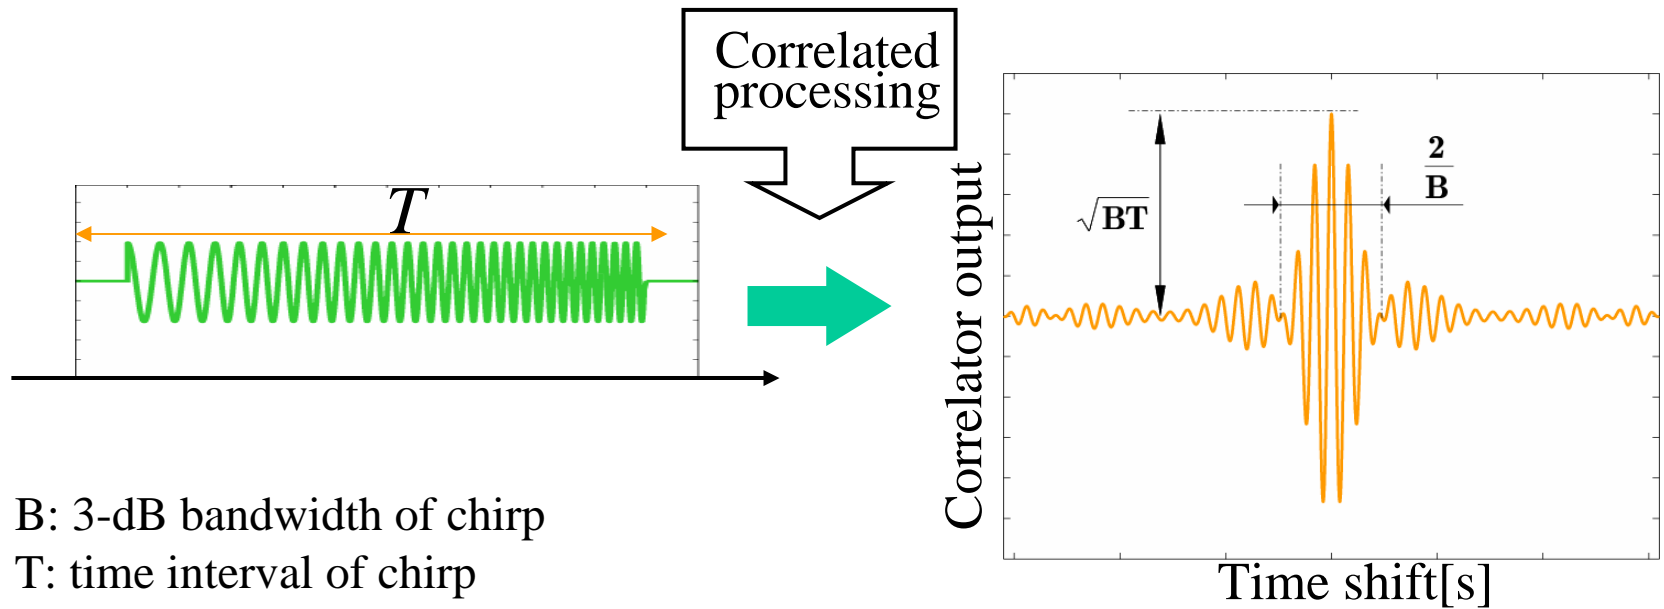 Correlated
processing
T
√BT
2
B
Correlator output
Time shift[s]
B: 3-dB bandwidth of chirp
T: time interval of chirp